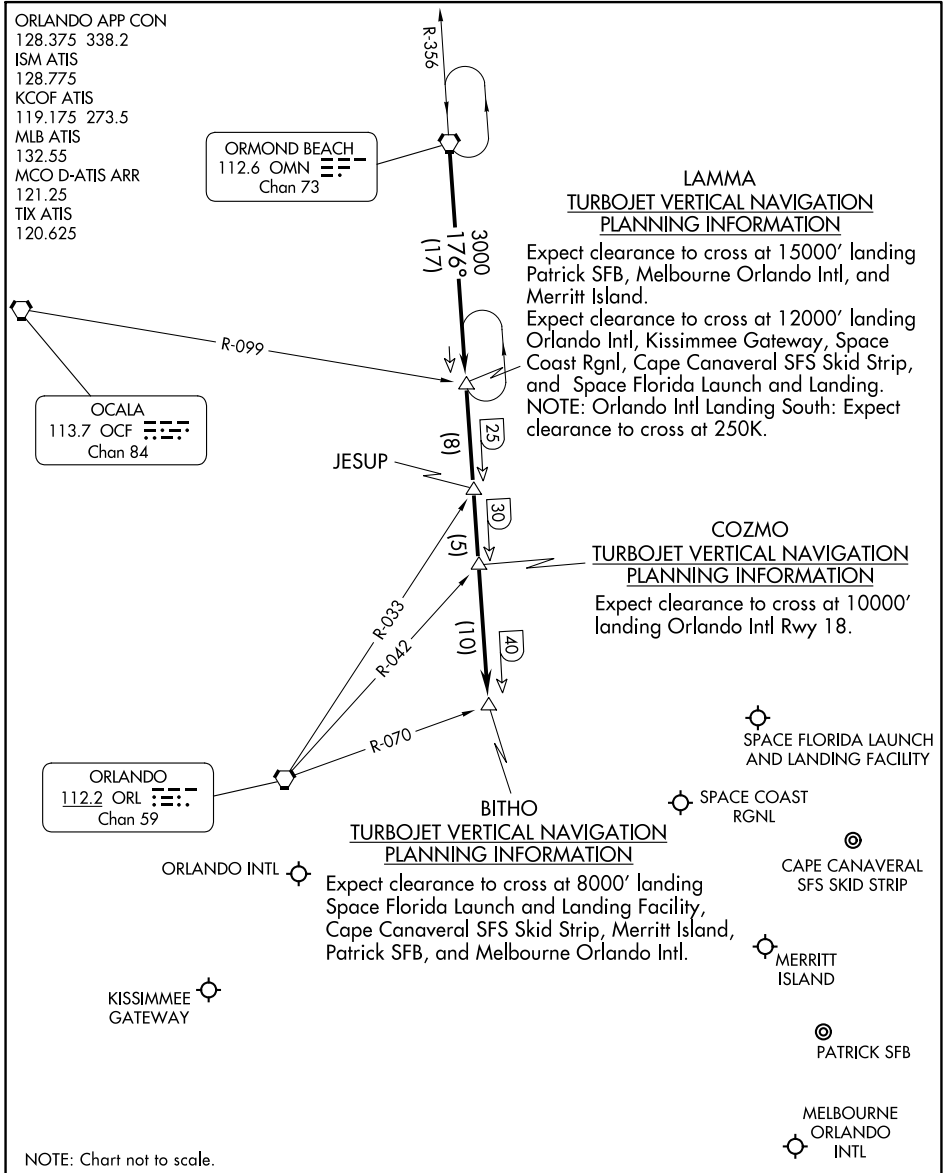 ORLANDO APP CON
128.375 338.2
ISM ATIS
128.775
KCOF ATIS
119.175 273.5
MLB ATIS
132.55
MCO D-ATIS ARR
121.25
TIX ATIS
120.625
R-356
ORMOND BEACH
112.6 OMN
Chan 73
3000
176°
(17)
LAMMA
TURBOJET VERTICAL NAVIGATION
PLANNING INFORMATION
Expect clearance to cross at 15000' landing
Patrick SFB, Melbourne Orlando Intl, and
Merritt Island.
Expect clearance to cross at 12000' landing
Orlando Intl, Kissimmee Gateway, Space
Coast Rgnl, Cape Canaveral SFS Skid Strip,
and Space Florida Launch and Landing.
NOTE: Orlando Intl Landing South: Expect
clearance to cross at 250K.
R-099
OCALA
113.7 OCF
Chan 84
(8)
25
JESUP
30
(5)
COZMO
TURBOJET VERTICAL NAVIGATION
PLANNING INFORMATION
Expect clearance to cross at 10000'
landing Orlando Intl Rwy 18.
R-033
R-042
(10)
40
R-070
ORLANDO
112.2 ORL
Chan 59
BITHO
TURBOJET VERTICAL NAVIGATION
PLANNING INFORMATION
Expect clearance to cross at 8000' landing
Space Florida Launch and Landing Facility,
Cape Canaveral SFS Skid Strip, Merritt Island,
Patrick SFB, and Melbourne Orlando Intl.
SPACE FLORIDA LAUNCH
AND LANDING FACILITY
SPACE COAST
RGNL
CAPE CANAVERAL
SFS SKID STRIP
ORLANDO INTL
MERRITT
ISLAND
KISSIMMEE
GATEWAY
PATRICK SFB
MELBOURNE
ORLANDO
INTL
NOTE: Chart not to scale.